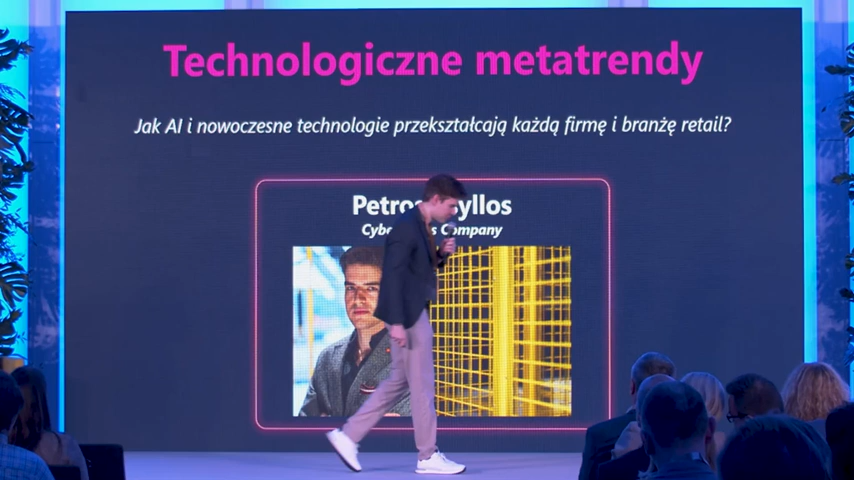 Technologiczne metatrendy
Jak AI i nowoczesne technologie przekształcają każdą firmę i branżę retail?
Company